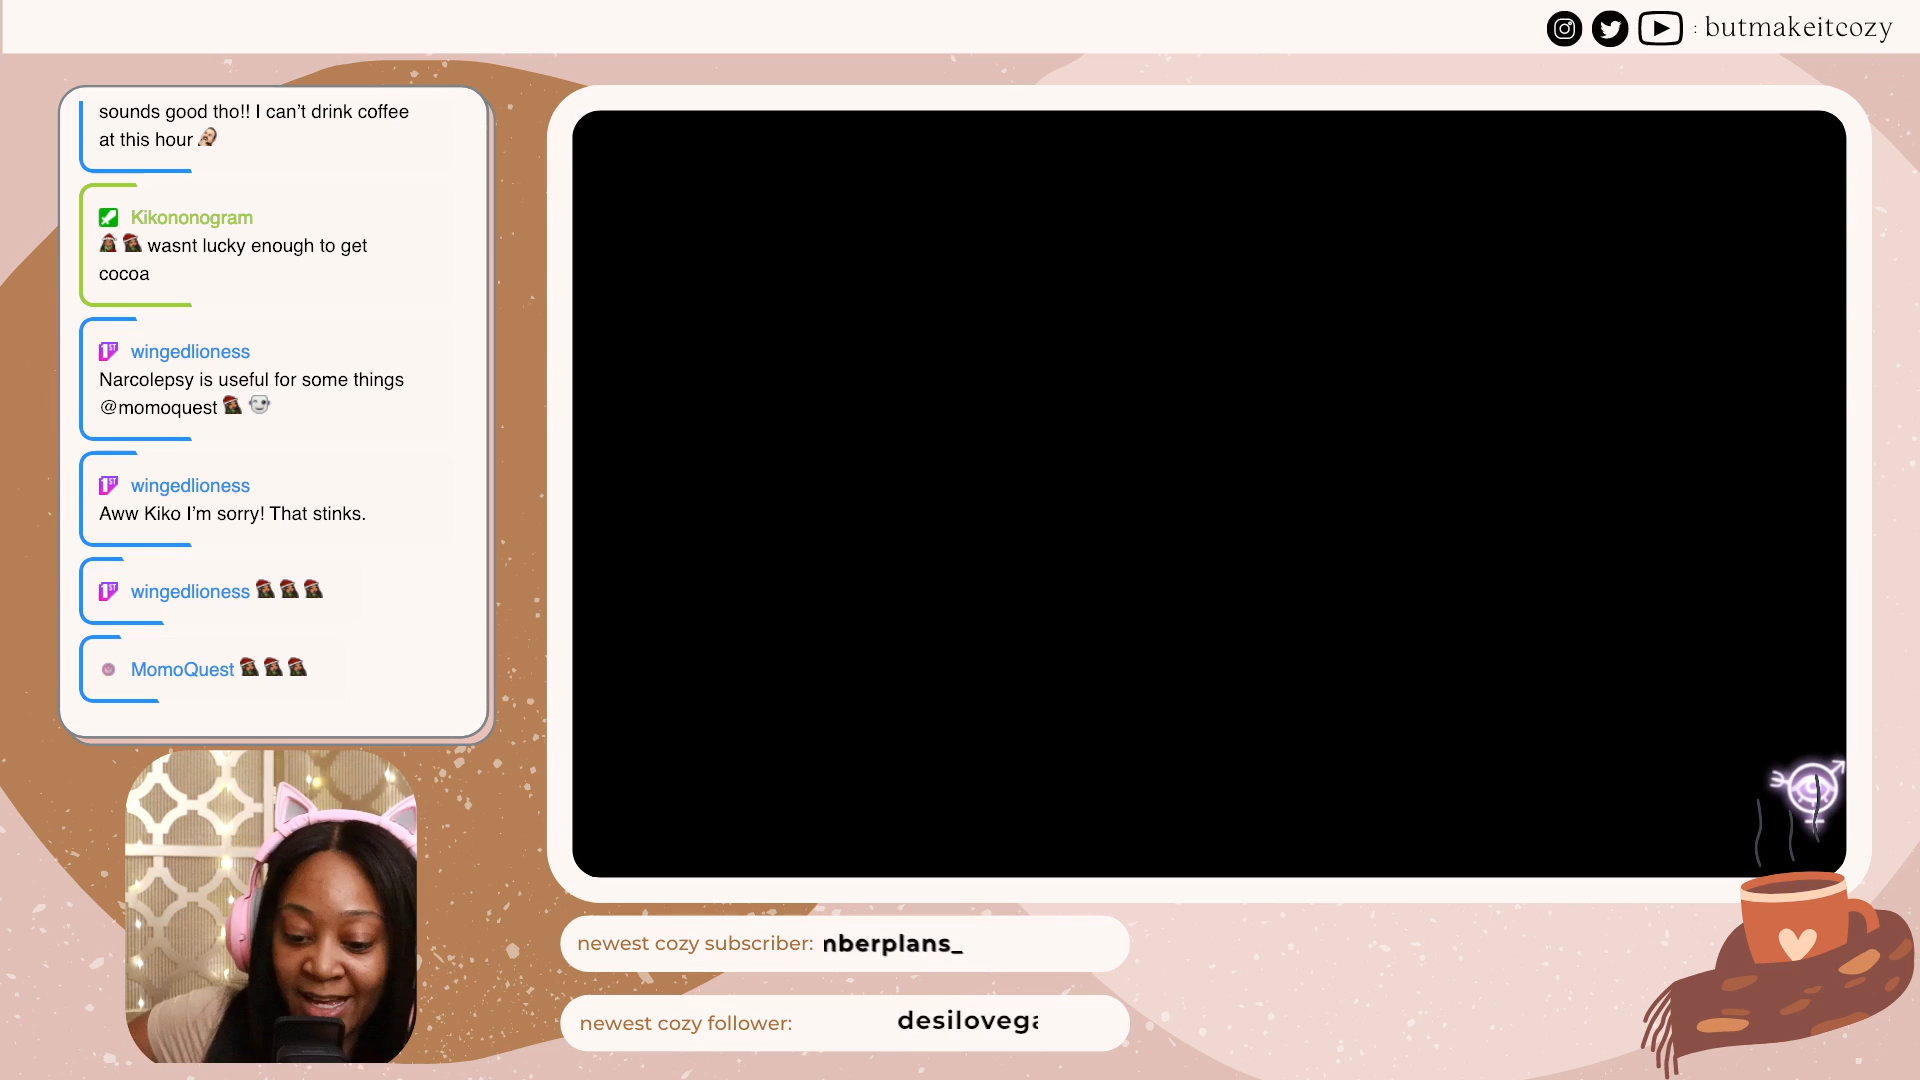 : butmakeitcozy
sounds good tho!! I can’t drink coffee
at this hour
Kikononogram
wasnt lucky enough to get
cocoa
wingedlioness
Narcolepsy is useful for some things
@momoquest
wingedlioness
Aww Kiko I’m sorry! That stinks.
wingedlioness
MomoQuest
newest cozy subscriber: mberplans_
newest cozy follower: desilovega